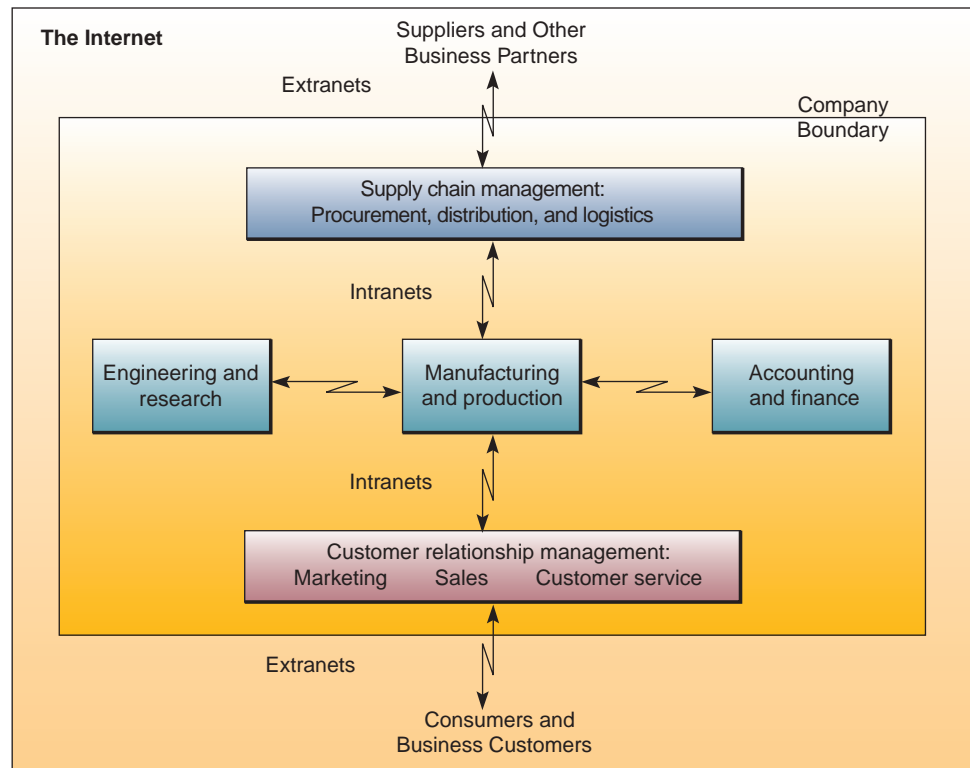 The Internet
Suppliers and Other
Business Partners
Extranets
Company
Boundary
Supply chain management:
Procurement, distribution, and logistics
Intranets
Engineering and
research
Manufacturing
and production
Accounting
and finance
Intranets
Customer relationship management:
Marketing Sales Customer service
Extranets
Consumers and
Business Customers